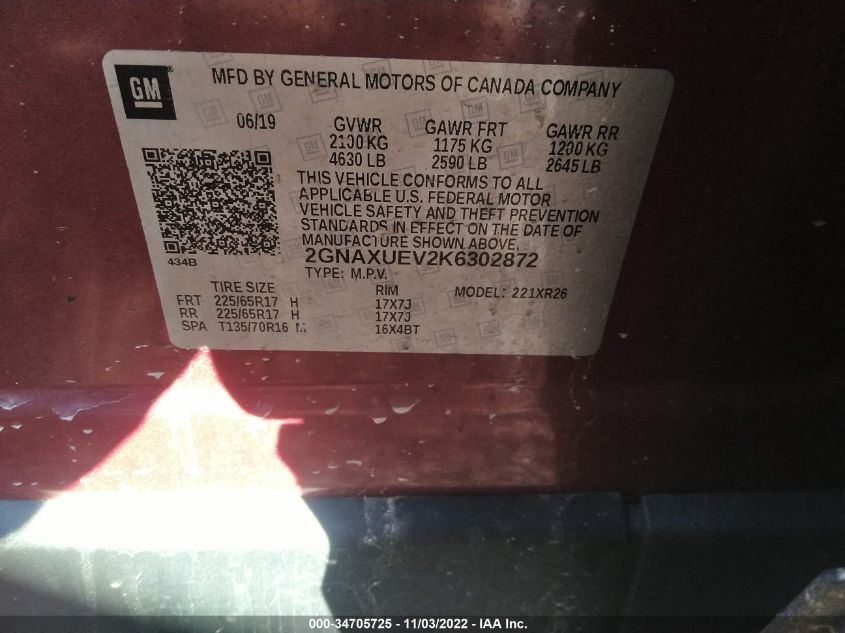 GM
MFD BY GENERAL MOTORS OF CANADA COMPANY
06/19
GVWR
2100 KG
4630 LB
GAWR FRT
1175 KG
2590 LB
GAWR RR
1200 KG
2645 LB
THIS VEHICLE CONFORMS TO ALL
APPLICABLE U.S. FEDERAL MOTOR
VEHICLE SAFETY AND THEFT PREVENTION
STANDARDS IN EFFECT ON THE DATE OF
MANUFACTURE SHOWN ABOVE.
434B
2GNAXUEV2K6302872
TYPE: M.P.V.
MODEL: 221XR26
TIRE SIZE RIM
FRT 225/65R17 H 17X7J
RR 225/65R17 H 17X7J
SPA T135/70R16 M 16X4BT
000-34705725 - 11/03/2022 - IAA Inc.